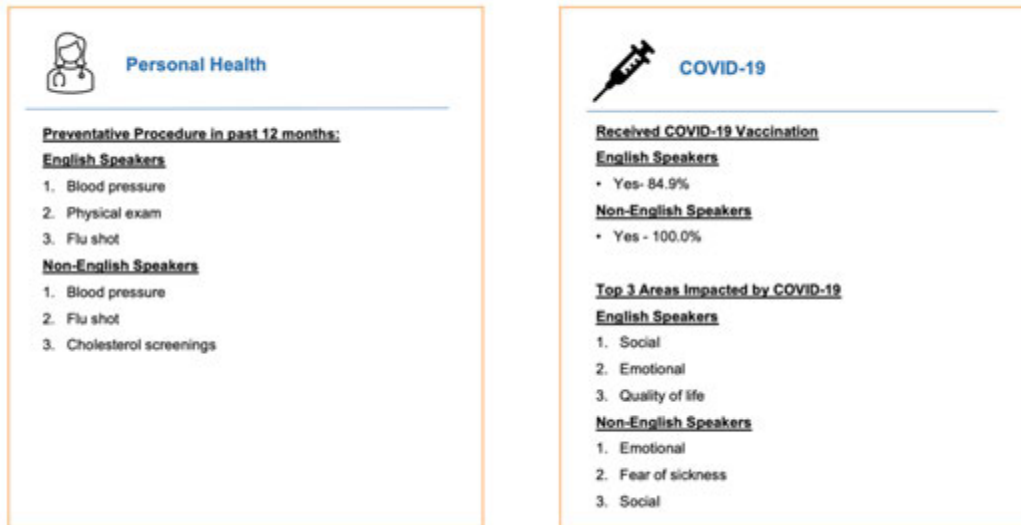 Personal Health
Preventative Procedure in past 12 months:
English Speakers
1. Blood pressure
2. Physical exam
3. Flu shot
Non-English Speakers
1. Blood pressure
2. Flu shot
3. Cholesterol screenings
COVID-19
Received COVID-19 Vaccination
English Speakers
• Yes- 84.9%
Non-English Speakers
• Yes - 100.0%
Top 3 Areas Impacted by COVID-19
English Speakers
1. Social
2. Emotional
3. Quality of life
Non-English Speakers
1. Emotional
2. Fear of sickness
3. Social